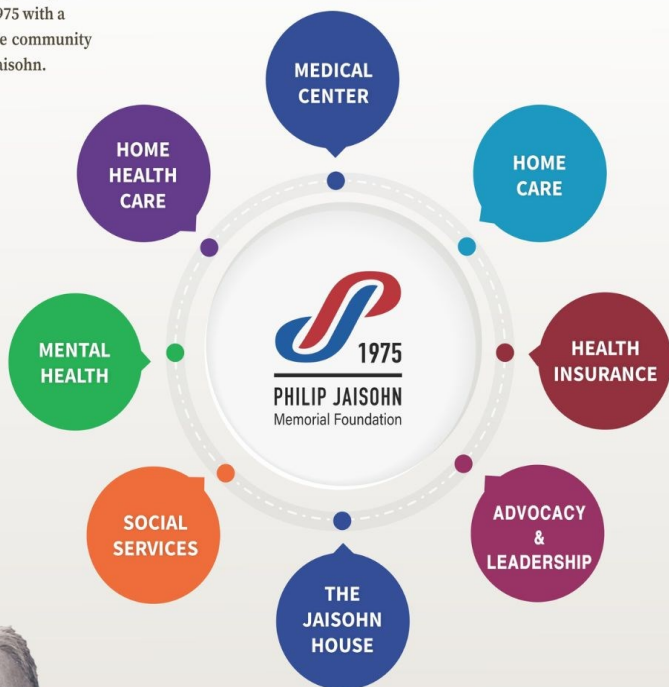 975 with a
e community
aisohn.
MEDICAL
CENTER
HOME
HEALTH
CARE
HOME
CARE
MENTAL
HEALTH
1975
PHILIP JAISOHN
Memorial Foundation
HEALTH
INSURANCE
SOCIAL
SERVICES
ADVOCACY
&
LEADERSHIP
THE
JAISOHN
HOUSE